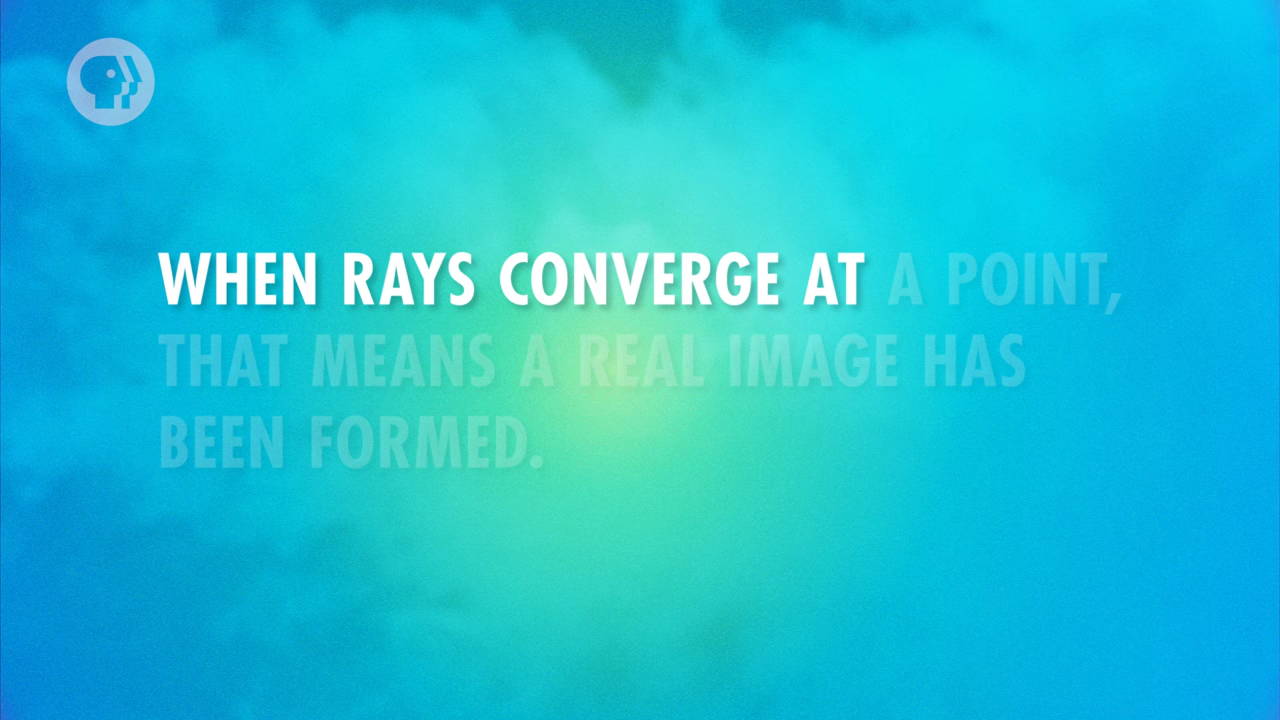 WHEN RAYS CONVERGE AT A POINT,
THAT MEANS A REAL IMAGE HAS
BEEN FORMED.